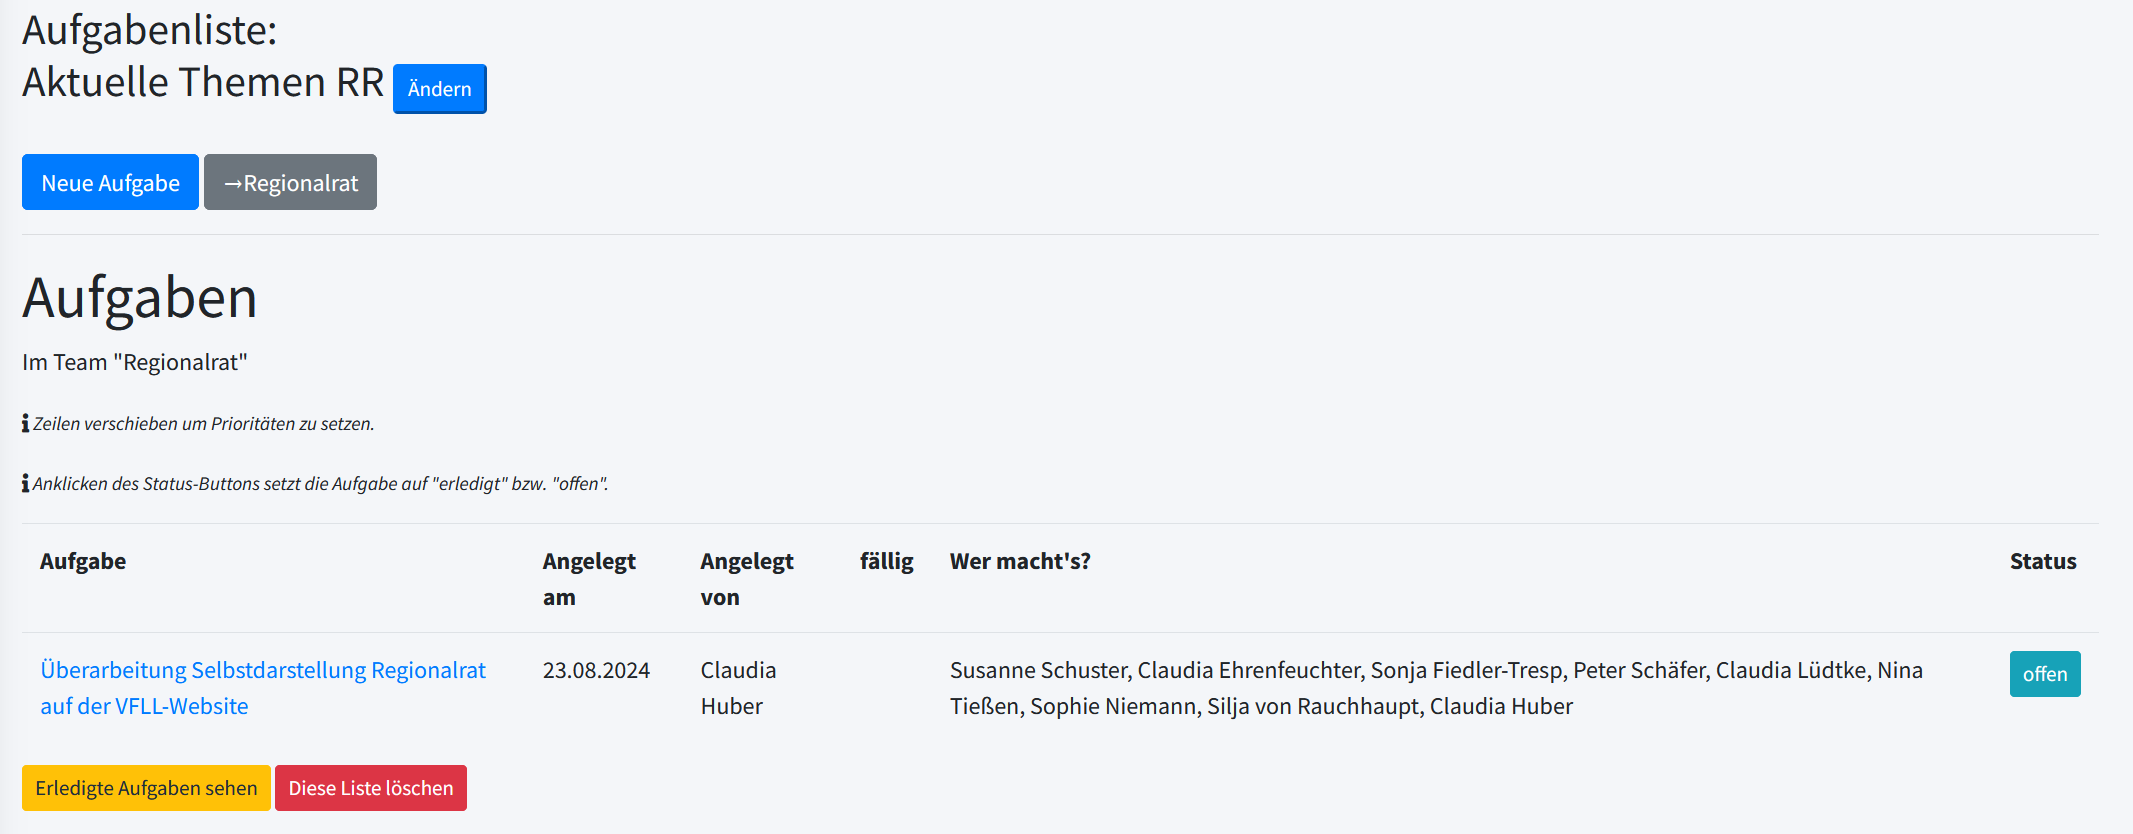 Aufgabenliste:
Aktuelle Themen RR Ändern
Neue Aufgabe →Regionalrat
Aufgaben
Im Team "Regionalrat"
Zeilen verschieben um Prioritäten zu setzen.
Anklicken des Status-Buttons setzt die Aufgabe auf "erledigt" bzw. "offen".
Aufgabe Angelegt am Angelegt von fällig Wer macht's? Status
Überarbeitung Selbstdarstellung Regionalrat auf der VFLL-Website 23.08.2024 Claudia Huber Susanne Schuster, Claudia Ehrenfeuchter, Sonja Fiedler-Tresp, Peter Schäfer, Claudia Lüdtke, Nina Tießen, Sophie Niemann, Silja von Rauchhaupt, Claudia Huber offen
Erledigte Aufgaben sehen Diese Liste löschen